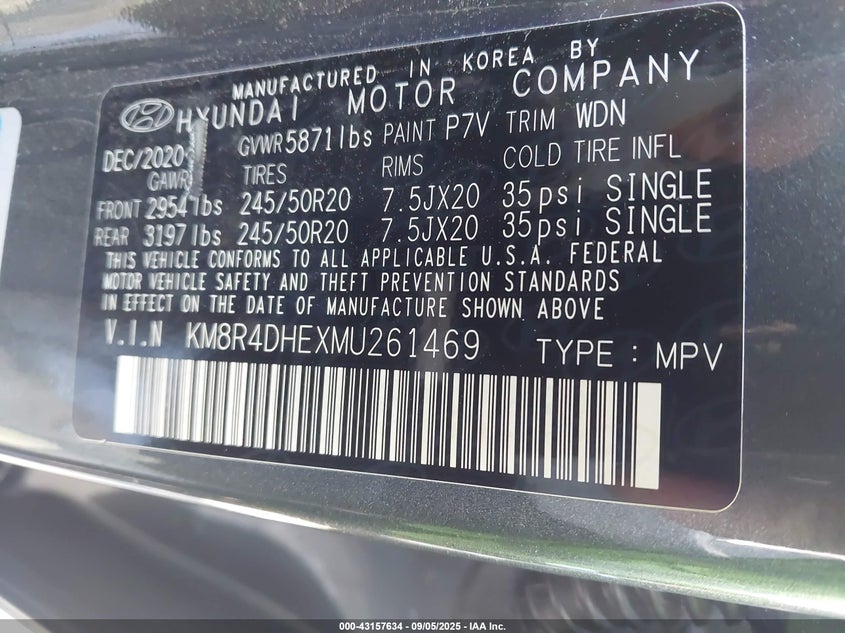 MANUFACTURED IN KOREA BY
HYUNDAI MOTOR COMPANY
DEC/2020 GVWR 5871lbs PAINT P7V TRIM WDN
GAWR TIRES RIMS COLD TIRE INFL
FRONT 2954lbs 245/50R20 7.5JX20 35psi SINGLE
REAR 3197lbs 245/50R20 7.5JX20 35psi SINGLE
THIS VEHICLE CONFORMS TO ALL APPLICABLE U.S.A. FEDERAL
MOTOR VEHICLE SAFETY AND THEFT PREVENTION STANDARDS
IN EFFECT ON THE DATE OF MANUFACTURE SHOWN ABOVE
V.I.N KM8R4DHEXMU261469 TYPE : MPV
000-43157634 - 09/05/2025 - IAA Inc.